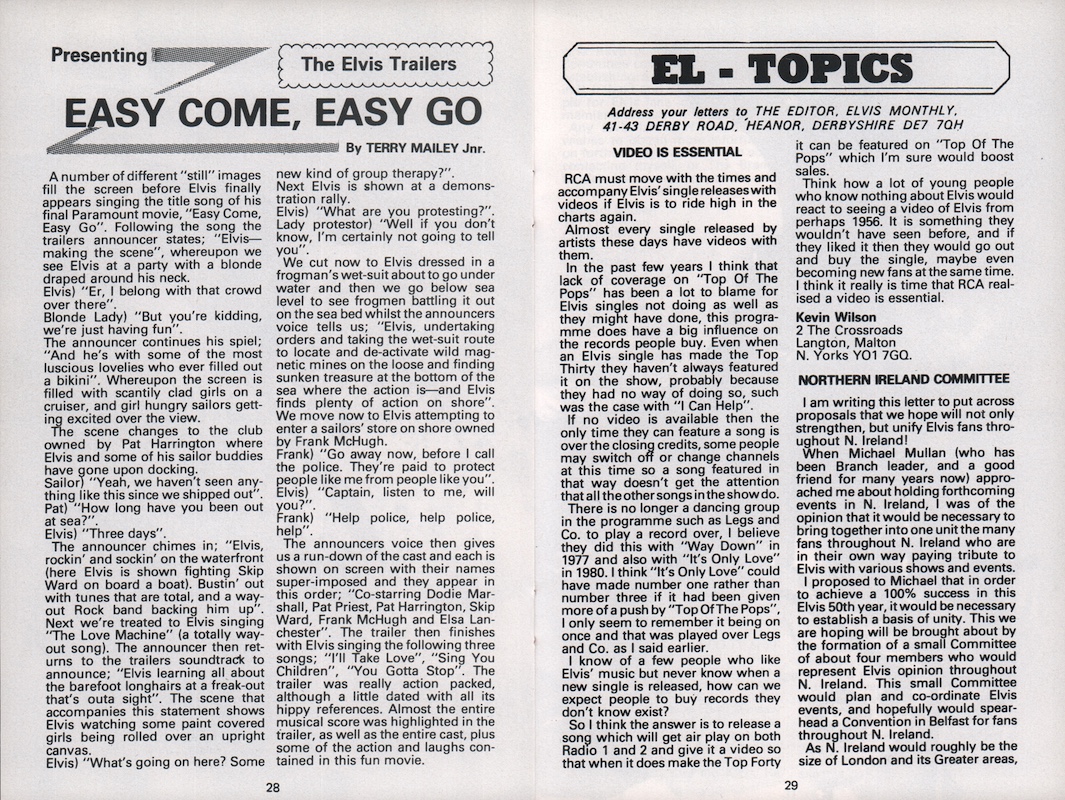 Presenting
The Elvis Trailers
EASY COME, EASY GO
By TERRY MAILEY Jnr.
A number of different "still" images
fill the screen before Elvis finally
appears singing the title song of his
final Paramount movie, "Easy Come,
Easy Go". Following the song the
trailers announcer states; "Elvis—
making the scene", whereupon we
see Elvis at a party with a blonde
draped around his neck.
Elvis) "Er, I belong with that crowd
over there".
Blonde Lady) "But you're kidding,
we're just having fun".
The announcer continues his spiel;
"And he's with some of the most
luscious lovelies who ever filled out
a bikini". Whereupon the screen is
filled with scantily clad girls on a
cruiser, and girl hungry sailors gett-
ing excited over the view.
The scene changes to the club
owned by Pat Harrington where
Elvis and some of his sailor buddies
have gone upon docking.
Sailor) "Yeah, we haven't seen any-
thing like this since we shipped out".
Pat) "How long have you been out
at sea?".
Elvis) "Three days".
The announcer chimes in; "Elvis,
rockin' and sockin' on the waterfront
(here Elvis is shown fighting Skip
Ward on board a boat). Bustin' out
with tunes that are total, and a way-
out Rock band backing him up".
Next we're treated to Elvis singing
"The Love Machine" (a totally way-
out song). The announcer then ret-
urns to the trailers soundtrack to
announce; "Elvis learning all about
the barefoot longhairs at a freak-out
that's outa sight". The scene that
accompanies this statement shows
Elvis watching some paint covered
girls being rolled over an upright
canvas.
Elvis) "What's going on here? Some
new kind of group therapy?".
Next Elvis is shown at a demons-
tration rally.
Elvis) "What are you protesting?".
Lady protestor) "Well if you don't
know, I'm certainly not going to tell
you".
We cut now to Elvis dressed in a
frogman's wet-suit about to go under
water and then we go below sea
level to see frogmen battling it out
on the sea bed whilst the announcers
voice tells us; "Elvis, undertaking
orders and taking the wet-suit route
to locate and de-activate wild mag-
netic mines on the loose and finding
sunken treasure at the bottom of the
sea where the action is—and Elvis
finds plenty of action on shore".
We move now to Elvis attempting to
enter a sailors' store on shore owned
by Frank McHugh.
Frank) "Go away now, before I call
the police. They're paid to protect
people like me from people like you".
Elvis) "Captain, listen to me, will
you?".
Frank) "Help police, help police,
help".
The announcers voice then gives
us a run-down of the cast and each is
shown on screen with their names
super-imposed and they appear in
this order; "Co-starring Dodie Mar-
shall, Pat Priest, Pat Harrington, Skip
Ward, Frank McHugh and Elsa Lan-
chester". The trailer then finishes
with Elvis singing the following three
songs; "I'll Take Love", "Sing You
Children", "You Gotta Stop". The
trailer was really action packed,
although a little dated with all its
hippy references. Almost the entire
musical score was highlighted in the
trailer, as well as the entire cast, plus
some of the action and laughs con-
tained in this fun movie.
28
EL - TOPICS
Address your letters to THE EDITOR, ELVIS MONTHLY,
41-43 DERBY ROAD, HEANOR, DERBYSHIRE DE7 7QH
VIDEO IS ESSENTIAL
RCA must move with the times and
accompany Elvis' single releases with
videos if Elvis is to ride high in the
charts again.
Almost every single released by
artists these days have videos with
them.
In the past few years I think that
lack of coverage on "Top Of The
Pops" has been a lot to blame for
Elvis singles not doing as well as
they might have done, this progra-
mme does have a big influence on
the records people buy. Even when
an Elvis single has made the Top
Thirty they haven't always featured
it on the show, probably because
they had no way of doing so, such
was the case with "I Can Help".
If no video is available then the
only time they can feature a song is
over the closing credits, some people
may switch off or change channels
at this time so a song featured in
that way doesn't get the attention
that all the other songs in the show do.
There is no longer a dancing group
in the programme such as Legs and
Co. to play a record over, I believe
they did this with "Way Down" in
1977 and also with "It's Only Love"
in 1980. I think "It's Only Love" could
have made number one rather than
number three if it had been given
more of a push by "Top Of The Pops",
I only seem to remember it being on
once and that was played over Legs
and Co. as I said earlier.
I know of a few people who like
Elvis' music but never know when a
new single is released, how can we
expect people to buy records they
don't know exist?
So I think the answer is to release a
song which will get air play on both
Radio 1 and 2 and give it a video so
that when it does make the Top Forty
it can be featured on "Top Of The
Pops" which I'm sure would boost
sales.
Think how a lot of young people
who know nothing about Elvis would
react to seeing a video of Elvis from
perhaps 1956. It is something they
wouldn't have seen before, and if
they liked it then they would go out
and buy the single, maybe even
becoming new fans at the same time.
I think it really is time that RCA real-
ised a video is essential.
Kevin Wilson
2 The Crossroads
Langton, Malton
N. Yorks YO1 7GQ.
NORTHERN IRELAND COMMITTEE
I am writing this letter to put across
proposals that we hope will not only
strengthen, but unify Elvis fans thro-
ughout N. Ireland!
When Michael Mullan (who has
been Branch leader, and a good
friend for many years now) appro-
ached me about holding forthcoming
events in N. Ireland, I was of the
opinion that it would be necessary to
bring together into one unit the many
fans throughout N. Ireland who are
in their own way paying tribute to
Elvis with various shows and events.
I proposed to Michael that in order
to achieve a 100% success in this
Elvis 50th year, it would be necessary
to establish a basis of unity. This we
are hoping will be brought about by
the formation of a small Committee
of about four members who would
represent Elvis opinion throughout
N. Ireland. This small Committee
would plan and co-ordinate Elvis
events, and hopefully would spear-
head a Convention in Belfast for fans
throughout N. Ireland.
As N. Ireland would roughly be the
size of London and its Greater areas,
29